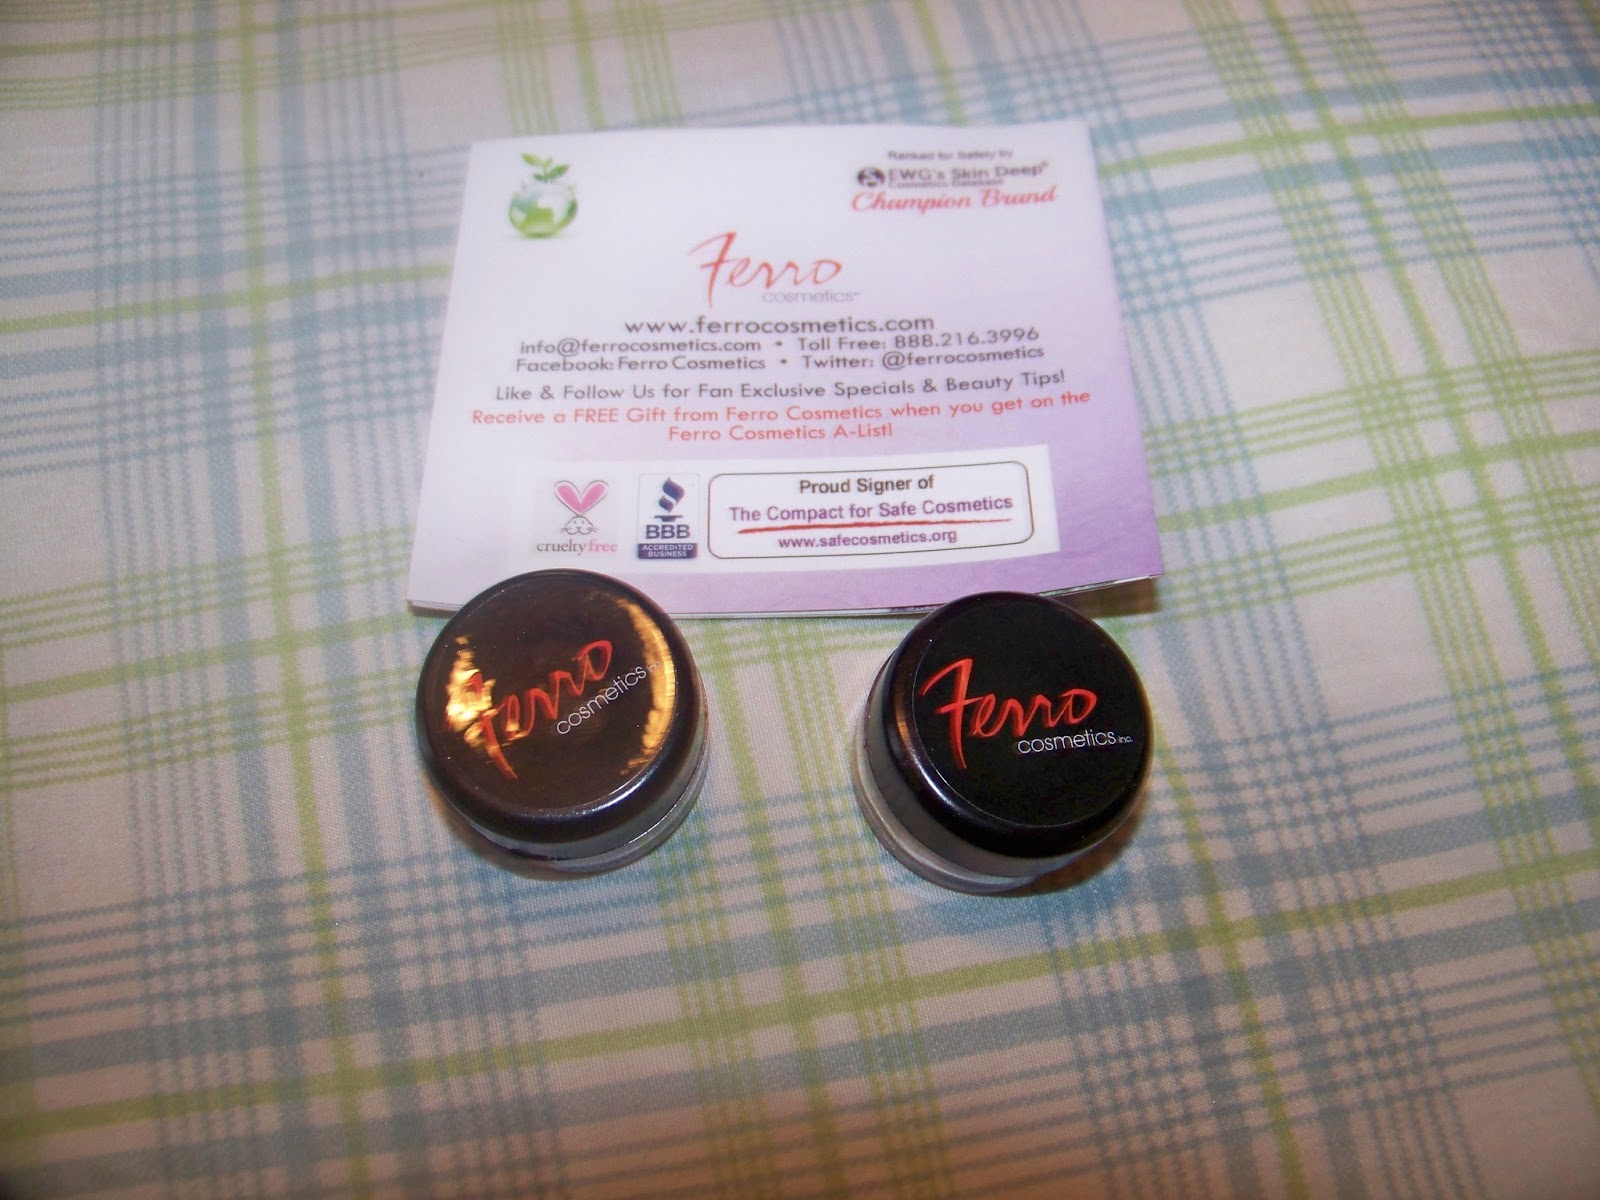 Ranked for Safety by
EWG's Skin Deep®
Cosmetics Database
Champion Brand
Ferro
cosmetics™
www.ferrocosmetics.com
info@ferrocosmetics.com • Toll Free: 888.216.3996
Facebook: Ferro Cosmetics • Twitter: @ferrocosmetics
Like & Follow Us for Fan Exclusive Specials & Beauty Tips!
Receive a FREE Gift from Ferro Cosmetics when you get on the
Ferro Cosmetics A-List!
cruelty free
BBB
ACCREDITED
BUSINESS
Proud Signer of
The Compact for Safe Cosmetics
www.safecosmetics.org
Ferro
cosmetics inc.
Ferro
cosmetics inc.